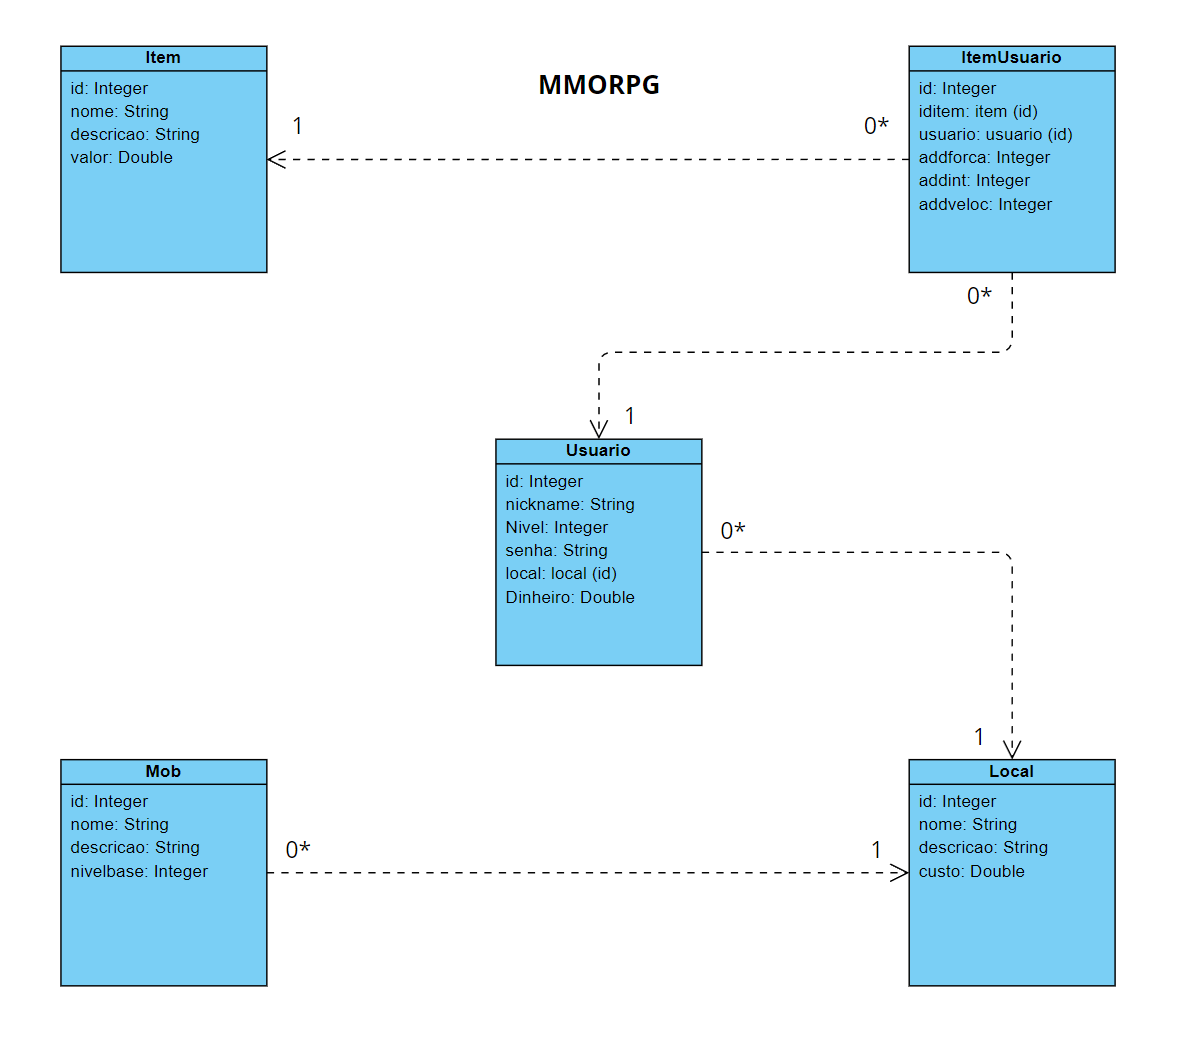 MMORPG
Item
id: Integer
nome: String
descricao: String
valor: Double
1
0*
ItemUsuario
id: Integer
iditem: item (id)
usuario: usuario (id)
addforca: Integer
addint: Integer
addveloc: Integer
0*
1
Usuario
id: Integer
nickname: String
Nivel: Integer
senha: String
local: local (id)
Dinheiro: Double
0*
1
Mob
id: Integer
nome: String
descricao: String
nivelbase: Integer
0*
1
Local
id: Integer
nome: String
descricao: String
custo: Double